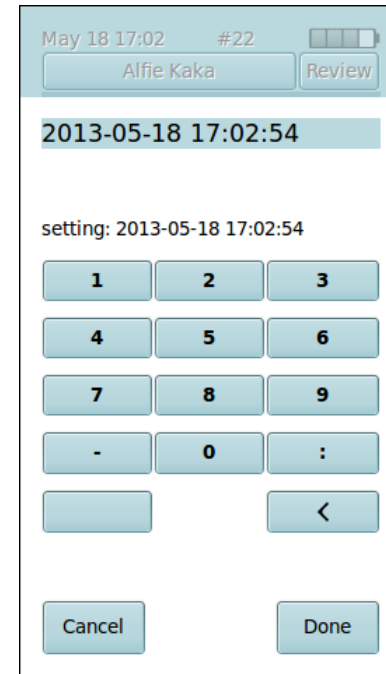 May 18 17:02 #22
Alfie Kaka Review
2013-05-18 17:02:54
setting: 2013-05-18 17:02:54
1 2 3
4 5 6
7 8 9
- 0 :
<
Cancel Done